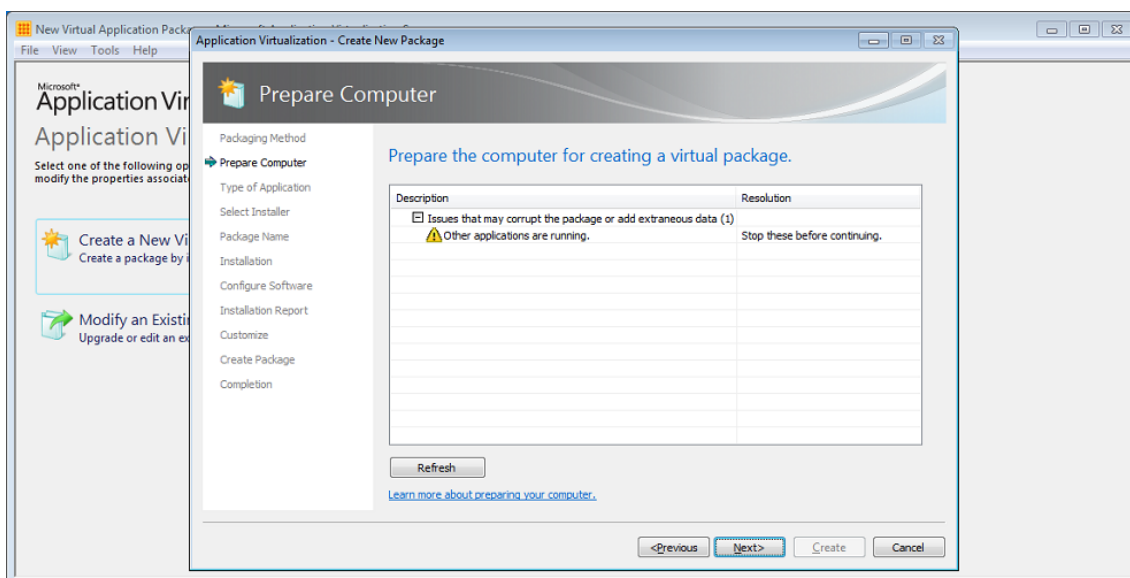 New Virtual Application Packa
File View Tools Help
Microsoft*
Application Vir
Application Vi
Select one of the following op
modify the properties associat
Create a New Vi
Create a package by i
Modify an Existin
Upgrade or edit an ex
Application Virtualization - Create New Package
Prepare Computer
Packaging Method
Prepare Computer
Type of Application
Select Installer
Package Name
Installation
Configure Software
Installation Report
Customize
Create Package
Completion
Prepare the computer for creating a virtual package.
Description Resolution
Issues that may corrupt the package or add extraneous data (1)
Other applications are running. Stop these before continuing.
Refresh
Learn more about preparing your computer.
<Previous Next> Create Cancel